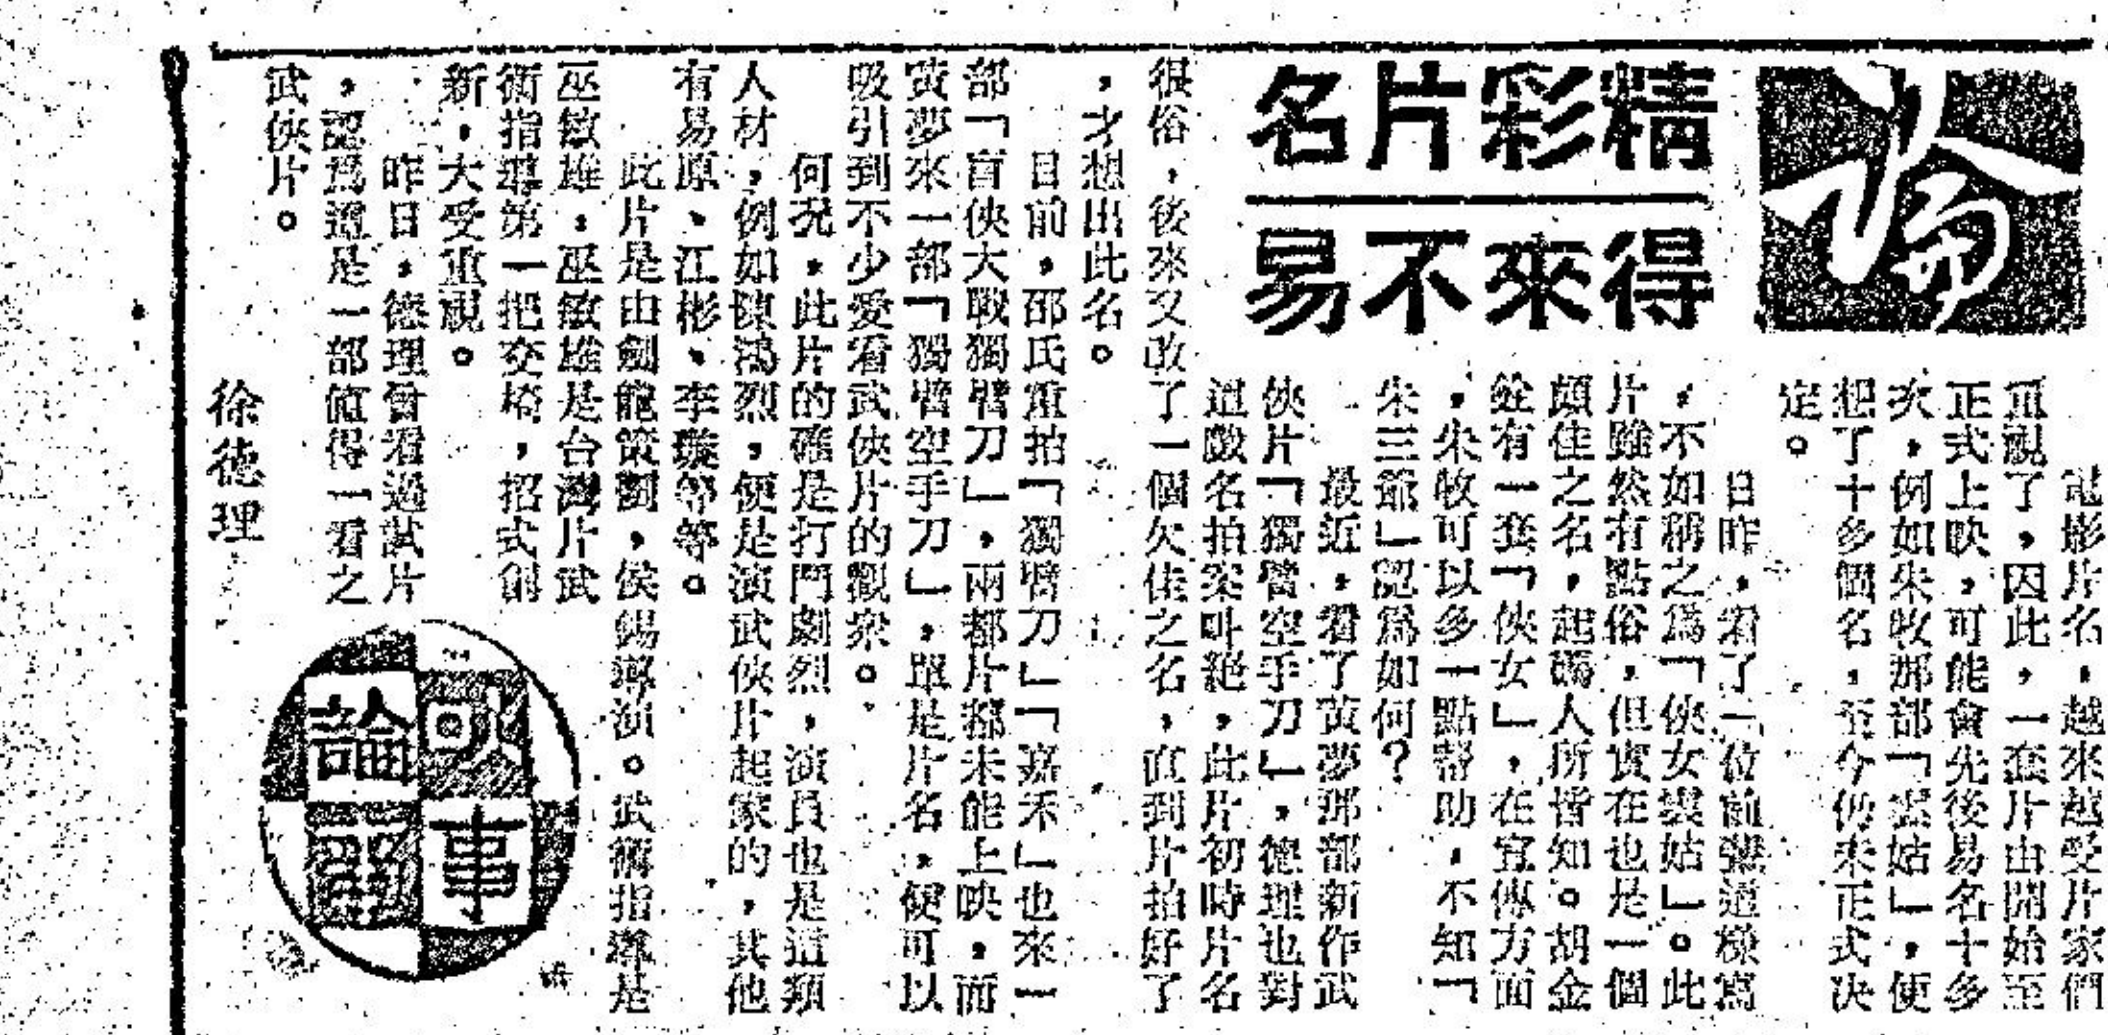 論
精彩片名
得來不易
電影片名，越來越受片家們
重視了，因此，一套片由開始至
正式上映，可能會先後易名十多
次，例如朱牧那部「雲姑」，便
想了十多個名，至今仍未正式决
定。
日昨，看了一位前張道樣寫
，不如稱之爲「俠女雲姑」。此
片雖然有點俗，但實在也是一個
頗佳之名，起碼人所皆知。胡金
銓有一套「俠女」，在宣傳方面
，朱牧可以多一點帮助，不知「
朱三爺」認爲如何？
最近，看了黃夢那部新作武
俠片「獨臂空手刀」，德理也對
這戲名拍案叫絕，此片初時片名
很俗，後來又改了一個欠佳之名，直到片拍好了
，才想出此名。
目前，邵氏重拍「獨臂刀」「嘉禾」也來一
部「盲俠大戰獨臂刀」，兩部片都未能上映，而
黃夢來一部「獨臂空手刀」，單是片名，便可以
吸引到不少愛看武俠片的觀衆。
何況，此片的確是打鬥劇烈，演員也是這類
人材，例如陳鴻烈，便是演武俠片起家的，其他
有易原、江彬、李璇等等。
此片是由劍龍策劃，侯錫導演。武術指導是
巫敏雄，巫敏雄是台灣片武
術指導第一把交椅，招式創
新，大受重視。
昨日，德理曾看過試片
，認爲這是一部値得一看之
武俠片。
徐德理
影事
論壇